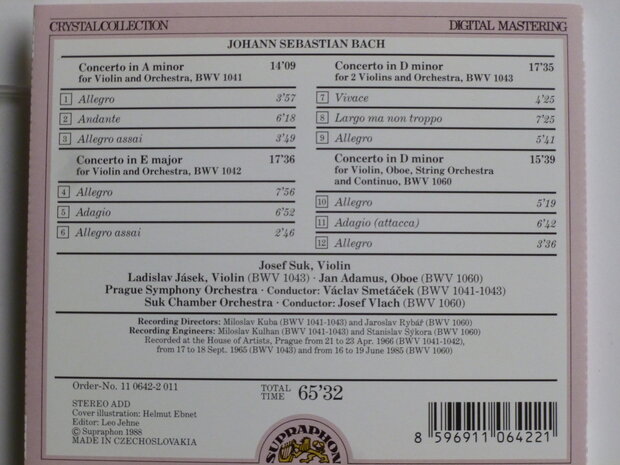 CRYSTALCOLLECTION DIGITAL MASTERING
JOHANN SEBASTIAN BACH
Concerto in A minor 14'09
for Violin and Orchestra, BWV 1041
1 Allegro 3'57
2 Andante 6'18
3 Allegro assai 3'49
Concerto in E major 17'36
for Violin and Orchestra, BWV 1042
4 Allegro 7'56
5 Adagio 6'52
6 Allegro assai 2'46
Concerto in D minor 17'35
for 2 Violins and Orchestra, BWV 1043
7 Vivace 4'25
8 Largo ma non troppo 7'25
9 Allegro 5'41
Concerto in D minor 15'39
for Violin, Oboe, String Orchestra
and Continuo, BWV 1060
10 Allegro 5'19
11 Adagio (attacca) 6'42
12 Allegro 3'36
Josef Suk, Violin
Ladislav Jásek, Violin (BWV 1043) · Jan Adamus, Oboe (BWV 1060)
Prague Symphony Orchestra · Conductor: Václav Smetáček (BWV 1041-1043)
Suk Chamber Orchestra · Conductor: Josef Vlach (BWV 1060)
Recording Directors: Miloslav Kuba (BWV 1041-1043) and Jaroslav Rybář (BWV 1060)
Recording Engineers: Miloslav Kulhan (BWV 1041-1043) and Stanislav Sýkora (BWV 1060)
Recorded at the House of Artists, Prague from 21 to 23 Apr. 1966 (BWV 1041-1042),
from 17 to 18 Sept. 1965 (BWV 1043) and from 16 to 19 June 1985 (BWV 1060)
Order-No. 11 0642-2 011
TOTAL TIME 65'32
STEREO ADD
Cover illustration: Helmut Ebnet
Editor: Leo Jehne
Ⓒ Supraphon 1988
MADE IN CZECHOSLOVAKIA
SUPRAPHON
8 596911 064221